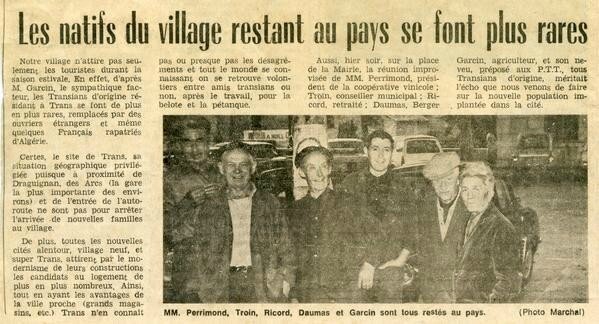 Les natifs du village restant au pays se font plus rares
Notre village n'attire pas seu-
lement les touristes durant la
saison estivale. En effet, d'après
M. Garcin, le sympathique fac-
teur, les Transians d'origine ré-
sidant à Trans se font de plus
en plus rares, remplacés par des
ouvriers étrangers et même
quelques Français rapatriés
d'Algérie.
Certes, le site de Trans, sa
situation géographique privilé-
giée puisque à proximité de
Draguignan, des Arcs (la gare
la plus importante des envi-
rons) et de l'entrée de l'auto-
route ne sont pas pour arrêter
l'arrivée de nouvelles familles
au village.
De plus, toutes les nouvelles
cités alentour, village neuf, et
super Trans, attirent par le mo-
dernisme de leurs constructions
les candidats au logement de
plus en plus nombreux. Ainsi,
tout en ayant les avantages de
la ville proche (grands maga-
sins, etc.) Trans n'en connaît
pas ou presque pas les désagré-
ments et tout le monde se con-
naissant on se retrouve volon-
tiers entre amis transians ou
non, après le travail, pour la
belote et la pétanque.
Aussi, hier soir, sur la place
de la Mairie, la réunion impro-
visée de MM. Perrimond, prési-
dent de la coopérative vinicole ;
Troin, conseiller municipal ; Ri-
cord, retraité ; Daumas, Berger
Garcin, agriculteur, et son ne-
veu, préposé aux P.T.T., tous
Transians d'origine, méritait
l'écho que nous venons de faire
sur la nouvelle population im-
plantée dans la cité.
MM. Perrimond, Troin, Ricord, Daumas et Garcin sont tous restés au pays. (Photo Marchal)